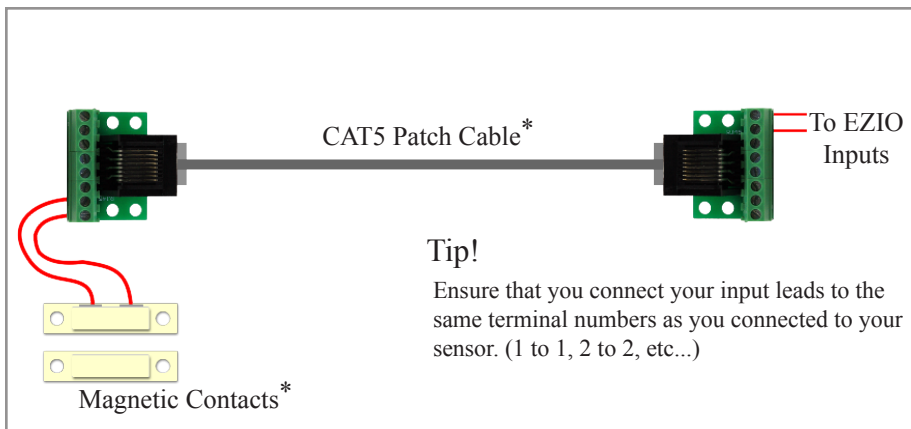 CAT5 Patch Cable*
To EZIO
Inputs
Tip!
Ensure that you connect your input leads to the
same terminal numbers as you connected to your
sensor. (1 to 1, 2 to 2, etc...)
Magnetic Contacts*